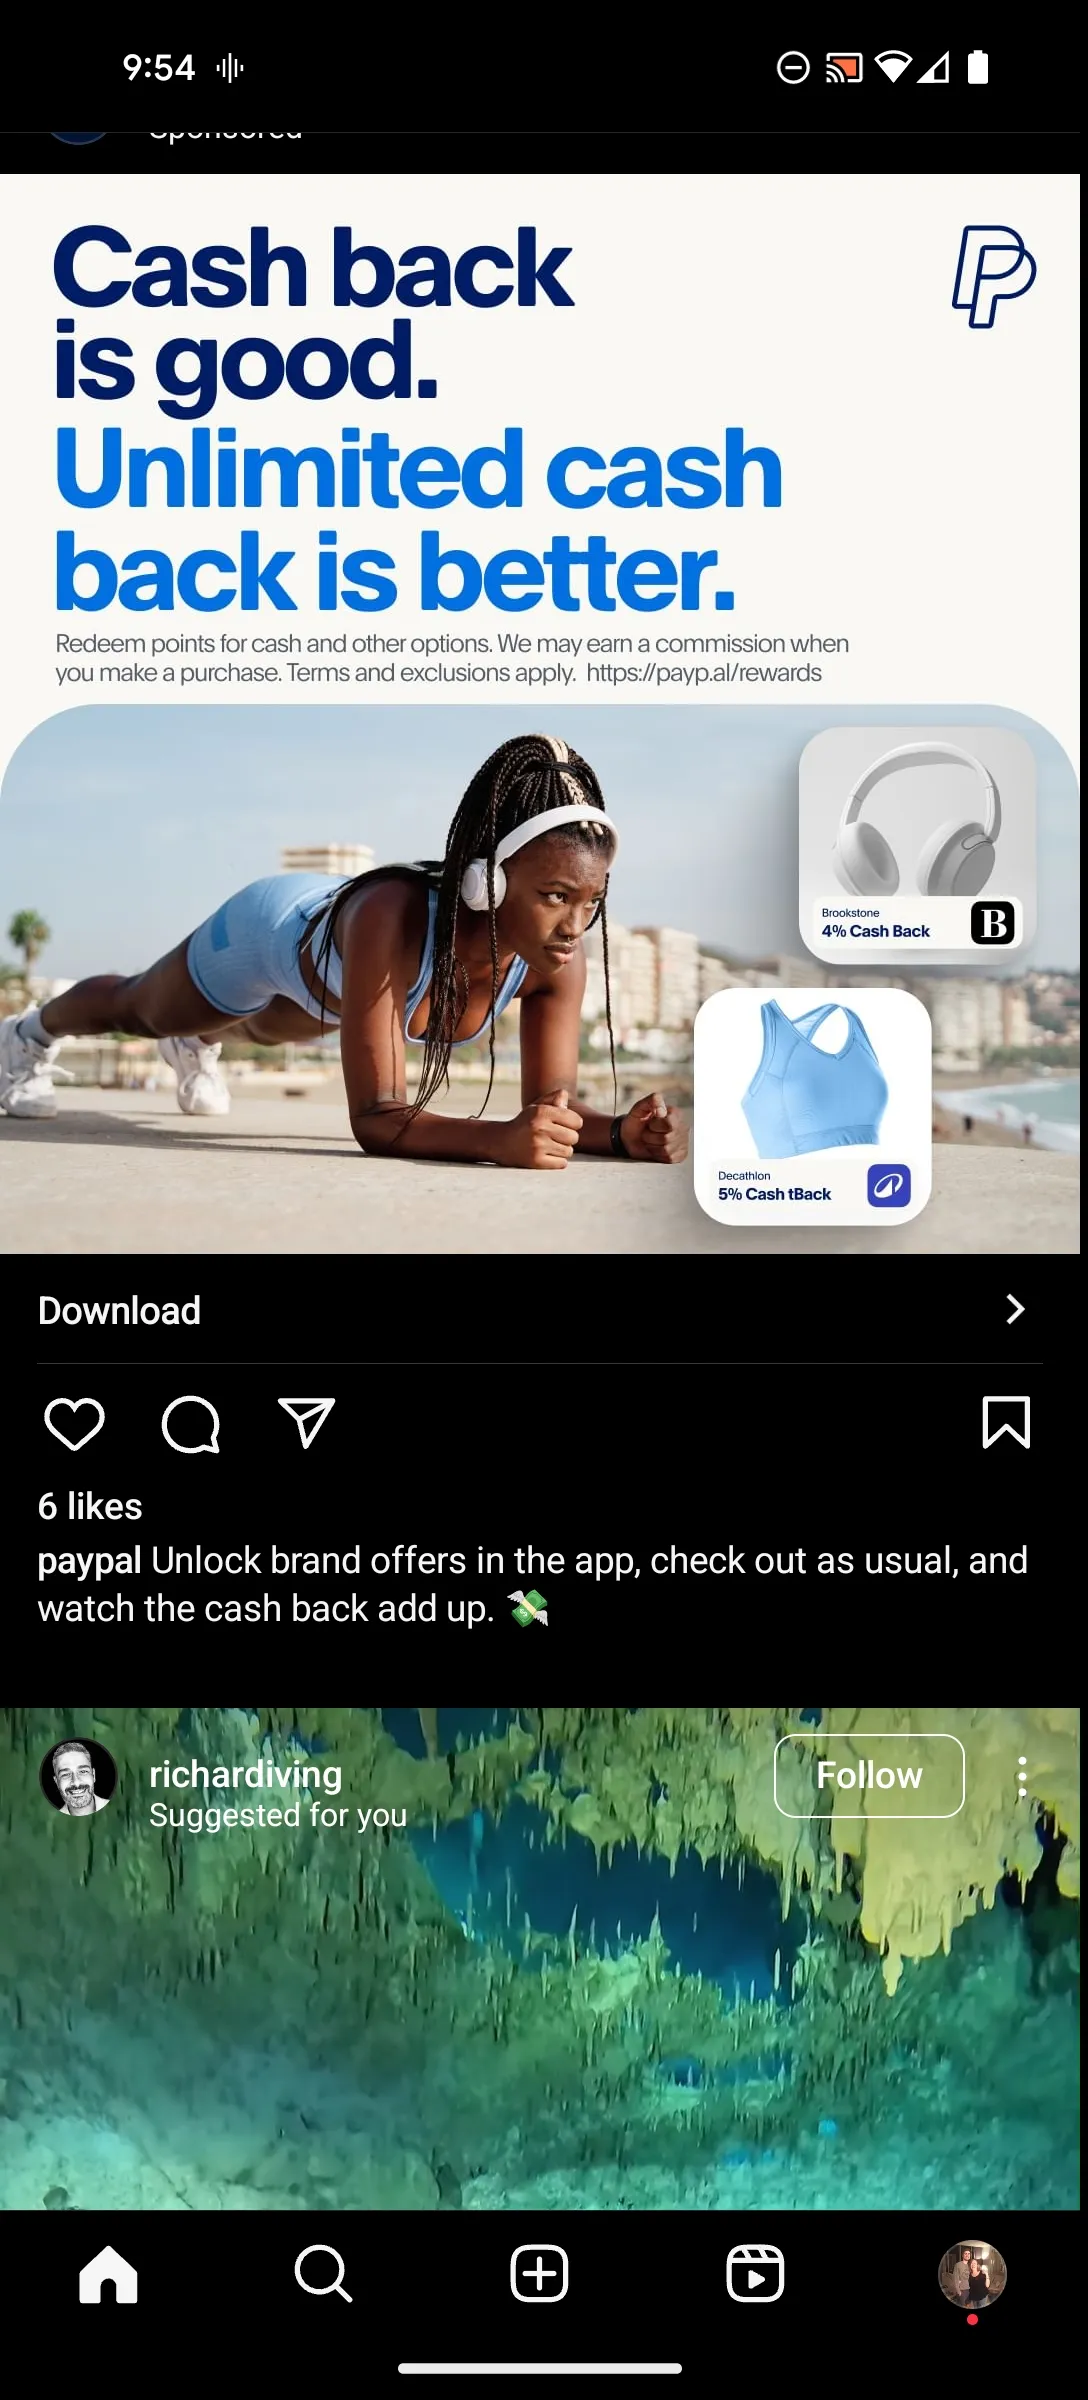 9:54
Sponsored
Cash back
is good.
Unlimited cash
back is better.
Redeem points for cash and other options. We may earn a commission when
you make a purchase. Terms and exclusions apply. https://payp.al/rewards
Brookstone
4% Cash Back
B
Decathlon
5% Cash tBack
Download
6 likes
paypal Unlock brand offers in the app, check out as usual, and
watch the cash back add up. 💸
richardiving
Suggested for you
Follow